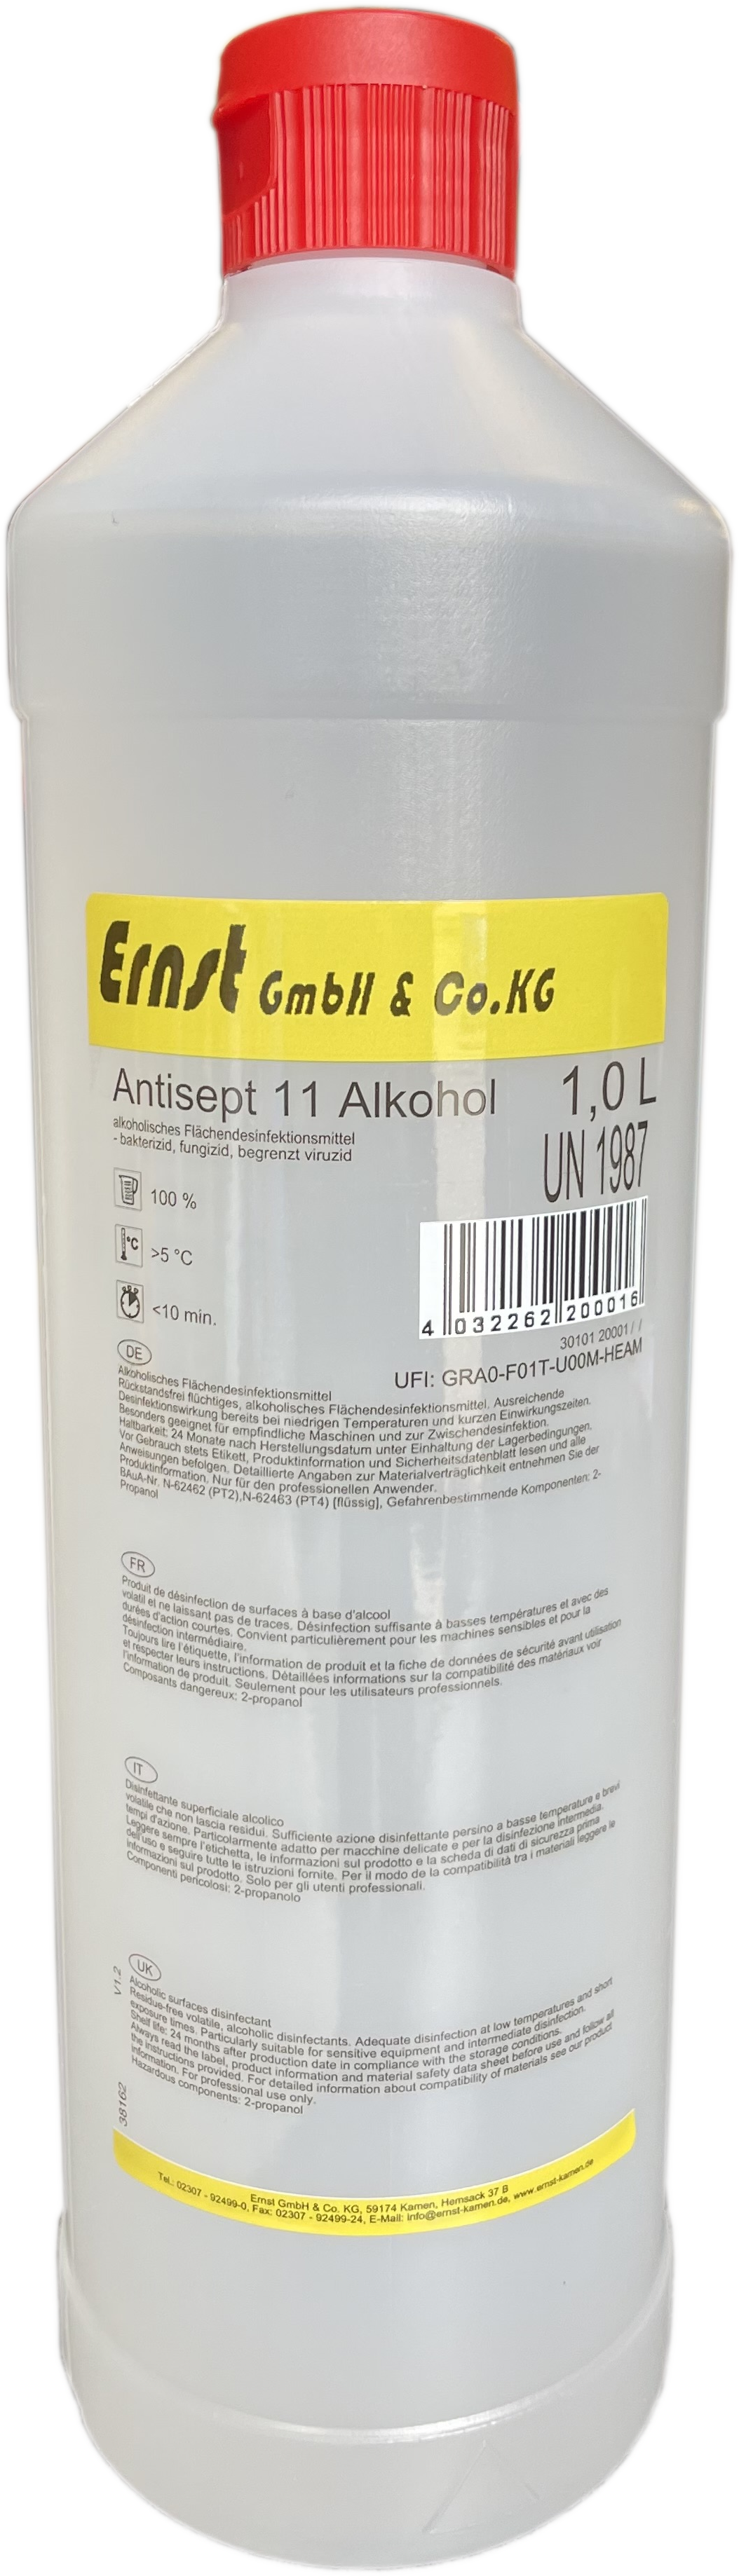 Ernst GmbH & Co.KG
Antisept 11 Alkohol 1,0 L
alkoholisches Flächendesinfektionsmittel
- bakterizid, fungizid, begrenzt viruzid
UN 1987
100 %
°C >5 °C
<10 min.
4 032262 200016
30101 20001 / /
UFI: GRA0-F01T-U00M-HEAM
DE
Alkoholisches Flächendesinfektionsmittel
Rückstandsfrei flüchtiges, alkoholisches Flächendesinfektionsmittel. Ausreichende
Desinfektionswirkung bereits bei niedrigen Temperaturen und kurzen Einwirkungszeiten.
Besonders geeignet für empfindliche Maschinen und zur Zwischendesinfektion.
Haltbarkeit: 24 Monate nach Herstellungsdatum unter Einhaltung der Lagerbedingungen.
Vor Gebrauch stets Etikett, Produktinformation und Sicherheitsdatenblatt lesen und alle
Anweisungen befolgen. Detaillierte Angaben zur Materialverträglichkeit entnehmen Sie der
Produktinformation. Nur für den professionellen Anwender.
BAuA-Nr. N-62462 (PT2),N-62463 (PT4) [flüssig], Gefahrenbestimmende Komponenten: 2-
Propanol
FR
Produit de désinfection de surfaces à base d'alcool
volatil el ne laissant pas de traces. Désinfection suffisante à basses températures et avec des
durées d'action courtes. Convient particulièrement pour les machines sensibles et pour la
désinfection intermédiaire.
Toujours lire l'étiquette, l'information de produit et la fiche de données de sécurité avant utilisation
et respecter leurs instructions. Détaillées informations sur la compatibilité des matériaux voir
l'information de produit. Seulement pour les utilisateurs professionnels.
Composants dangereux: 2-propanol
IT
Disinfettante superficiale alcolico
volatile che non lascia residui. Sufficiente azione disinfettante persino a basse temperature e brevi
tempi d'azione. Particolarmente adatto per macchine delicate e per la disinfezione intermedia.
Leggere sempre l'etichetta, le informazioni sul prodotto e la scheda di dati di sicurezza prima
dell'uso e seguire tutte le istruzioni fornite. Per il modo de la compatibilità tra i materiali leggere le
informazioni sul prodotto. Solo per gli utenti professionali.
Componenti pericolosi: 2-propanolo
UK
Alcoholic surfaces disinfectant
Residue-free volatile, alcoholic disinfectants. Adequate disinfection at low temperatures and short
exposure times. Particularly suitable for sensitive equipment and intermediate disinfection.
Shelf life: 24 months after production date in compliance with the storage conditions.
Always read the label, product information and material safety data sheet before use and follow all
the instructions provided. For detailed information about compatibility of materials see our product
information. For professional use only.
Hazardous components: 2-propanol
V1.2
38162
Ernst GmbH & Co. KG, 59174 Kamen, Hemsack 37 B
Tel.: 02307 - 92499-0, Fax: 02307 - 92499-24, E-Mail: info@ernst-kamen.de, www.ernst-kamen.de